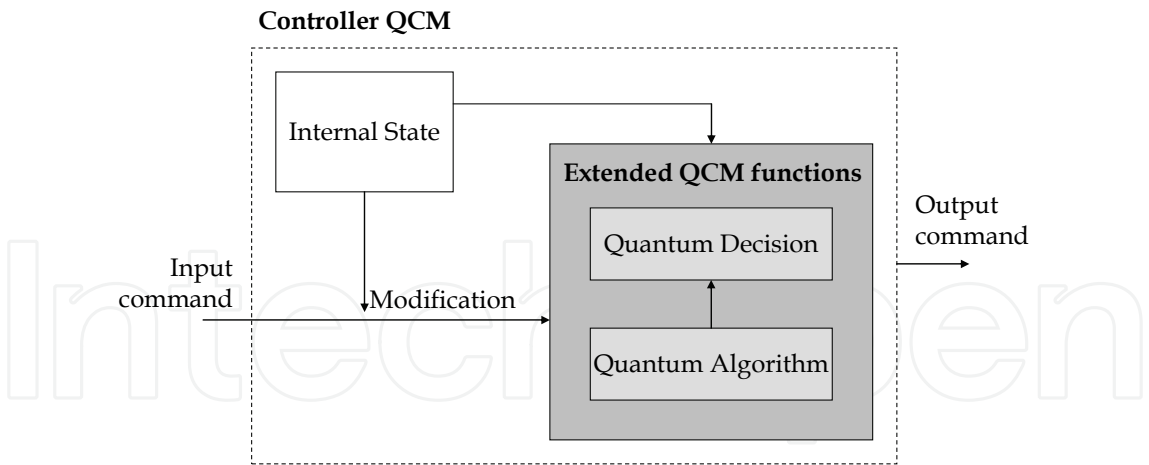 Controller QCM
Internal State
Extended QCM functions
Quantum Decision
Quantum Algorithm
Input
command
Modification
Output
command
IntechOpen